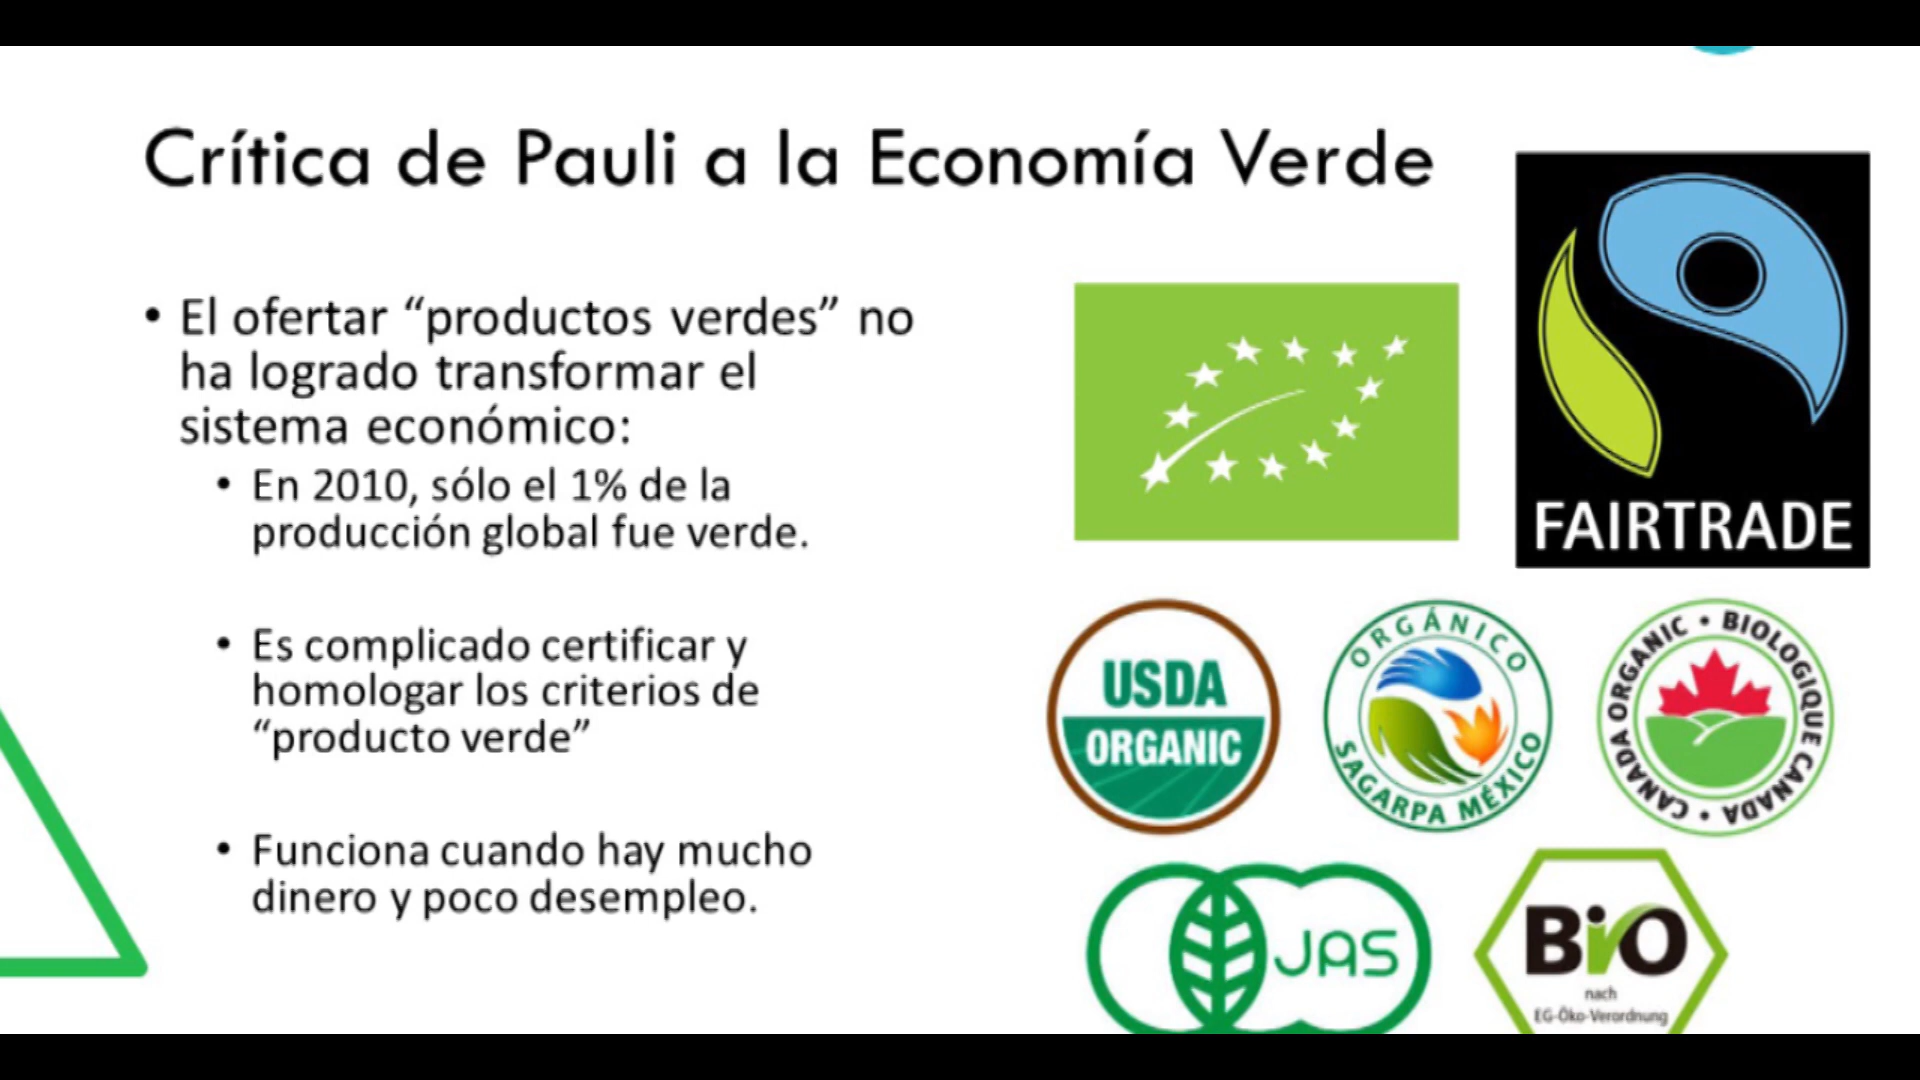 Crítica de Pauli a la Economía Verde
• El ofertar “productos verdes” no
ha logrado transformar el
sistema económico:
• En 2010, sólo el 1% de la
producción global fue verde.
• Es complicado certificar y
homologar los criterios de
“producto verde”
• Funciona cuando hay mucho
dinero y poco desempleo.
FAIRTRADE
USDA
ORGANIC
ORGÁNICO
SAGARPA MÉXICO
CANADA ORGANIC • BIOLOGIQUE CANADA •
JAS
BiO
nach
EG-Öko-Verordnung